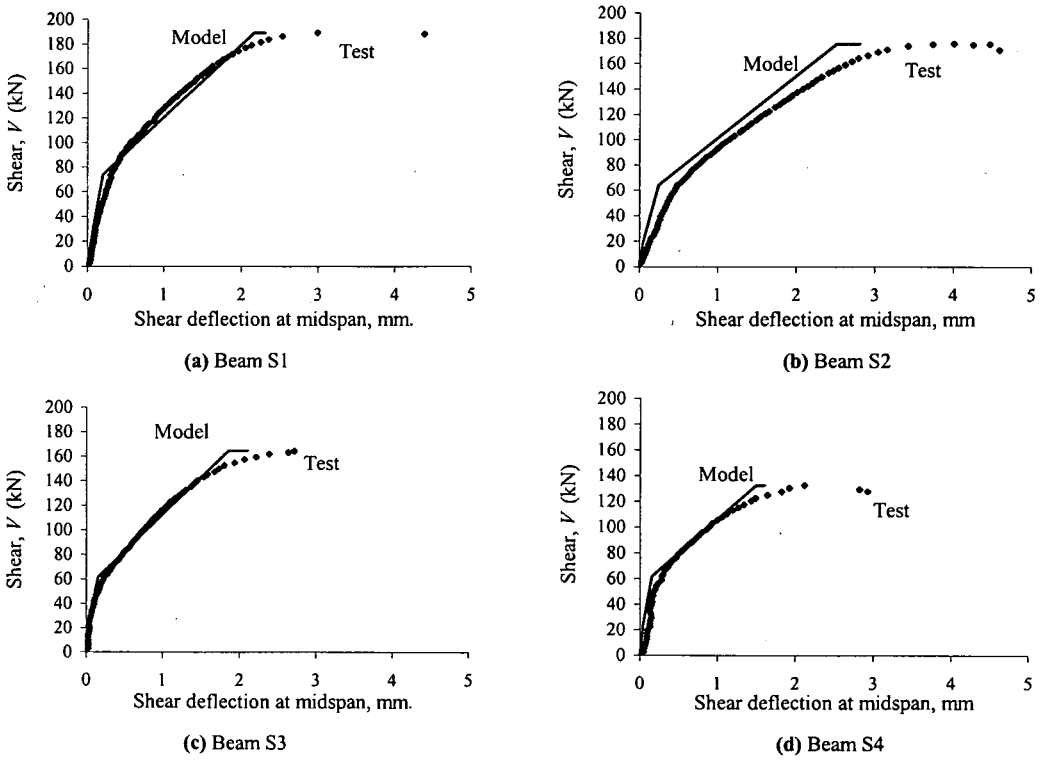 200
180
160
140
120
100
80
60
40
20
0
Shear, V (kN)
Model
Test
0 1 2 3 4 5
Shear deflection at midspan, mm.
(a) Beam S1
200
180
160
140
120
100
80
60
40
20
0
Shear, V (kN)
Model
Test
0 1 2 3 4 5
Shear deflection at midspan, mm
(b) Beam S2
200
180
160
140
120
100
80
60
40
20
0
Shear, V (kN)
Model
Test
0 1 2 3 4 5
Shear deflection at midspan, mm.
(c) Beam S3
200
180
160
140
120
100
80
60
40
20
0
Shear, V (kN)
Model
Test
0 1 2 3 4 5
Shear deflection at midspan, mm
(d) Beam S4